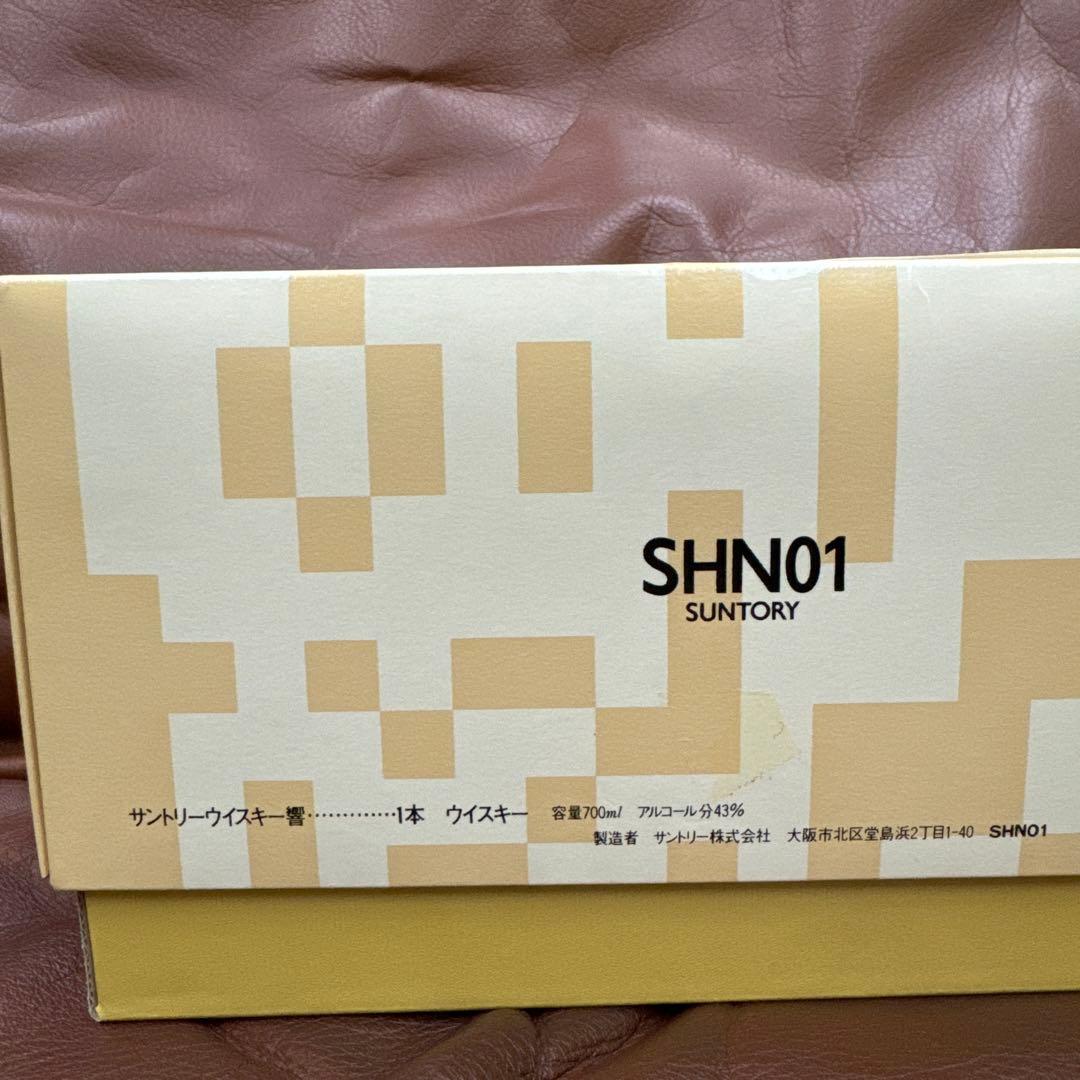 SHN01
SUNTORY
サントリーウイスキー響‥‥‥‥‥‥1本 ウイスキー 容量700ml アルコール分43%
製造者 サントリー株式会社 大阪市北区堂島浜2丁目1-40 SHN01